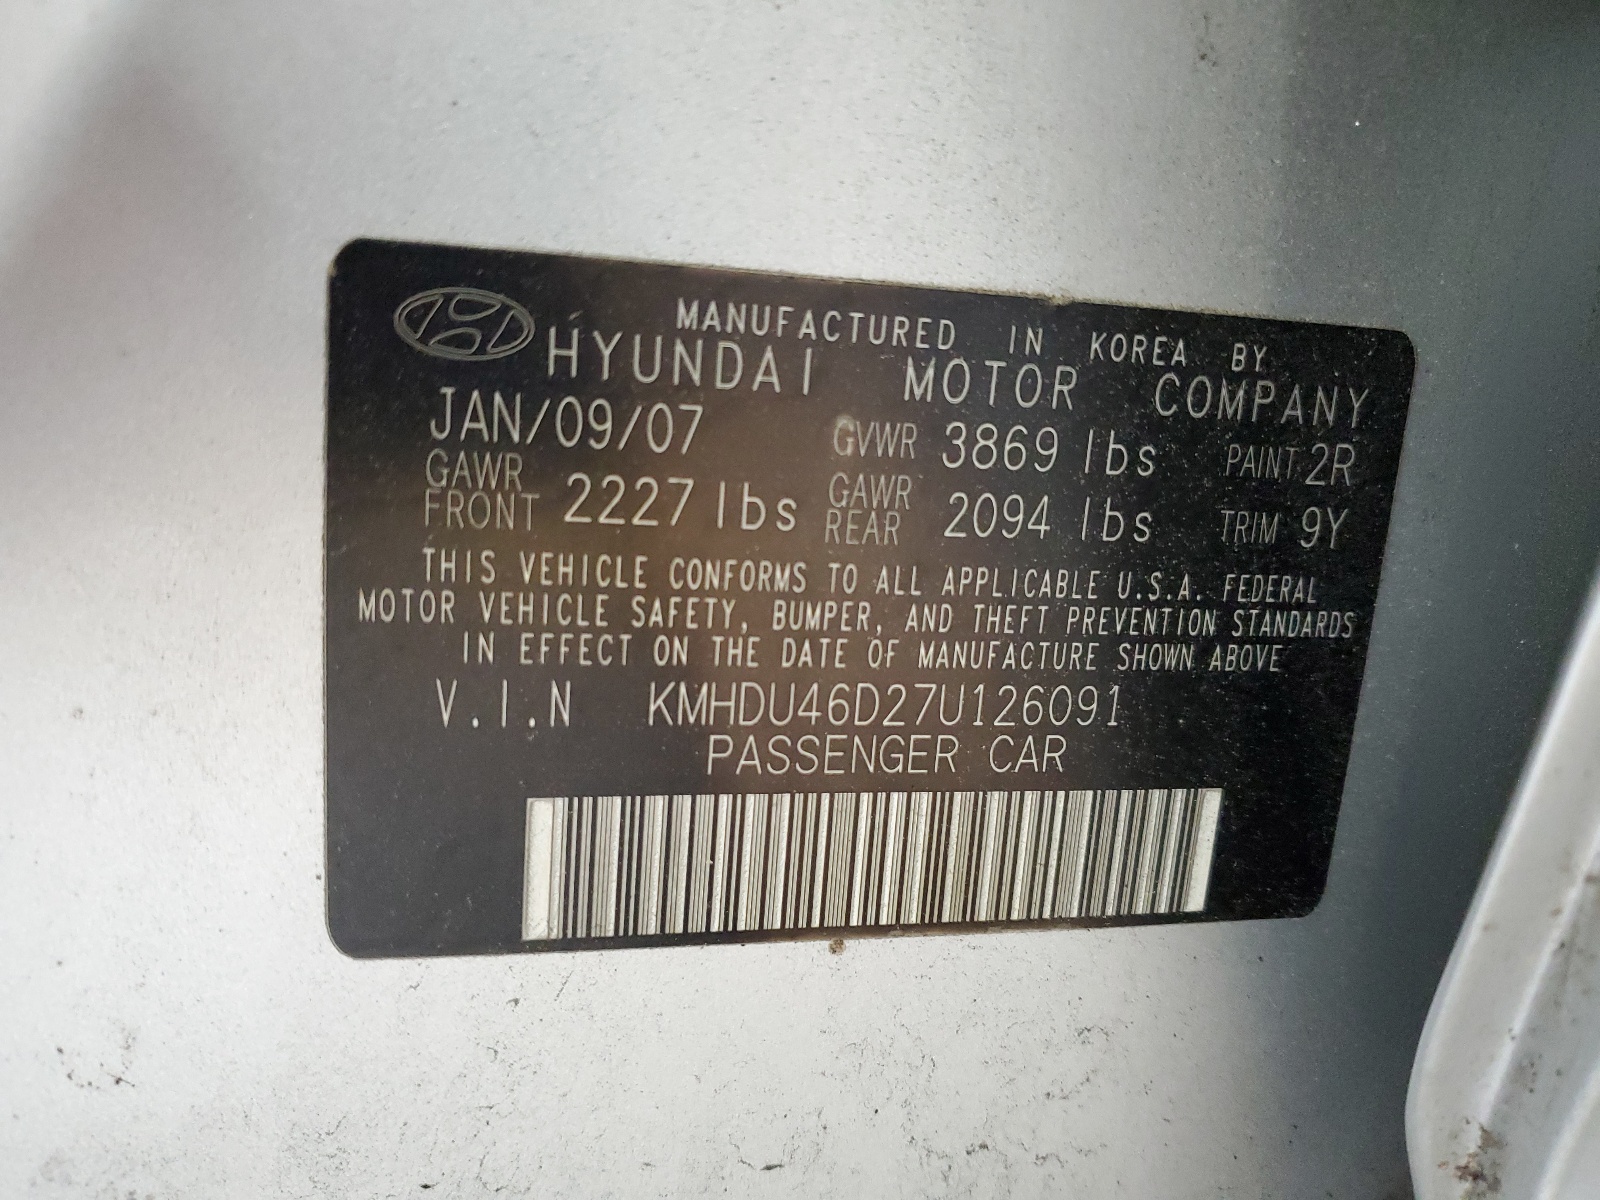 MANUFACTURED IN KOREA BY
HYUNDAI MOTOR COMPANY
JAN/09/07 GVWR 3869 lbs PAINT 2R
GAWR FRONT 2227 lbs GAWR REAR 2094 lbs TRIM 9Y
THIS VEHICLE CONFORMS TO ALL APPLICABLE U.S.A. FEDERAL
MOTOR VEHICLE SAFETY, BUMPER, AND THEFT PREVENTION STANDARDS
IN EFFECT ON THE DATE OF MANUFACTURE SHOWN ABOVE
V.I.N KMHDU46D27U126091
PASSENGER CAR